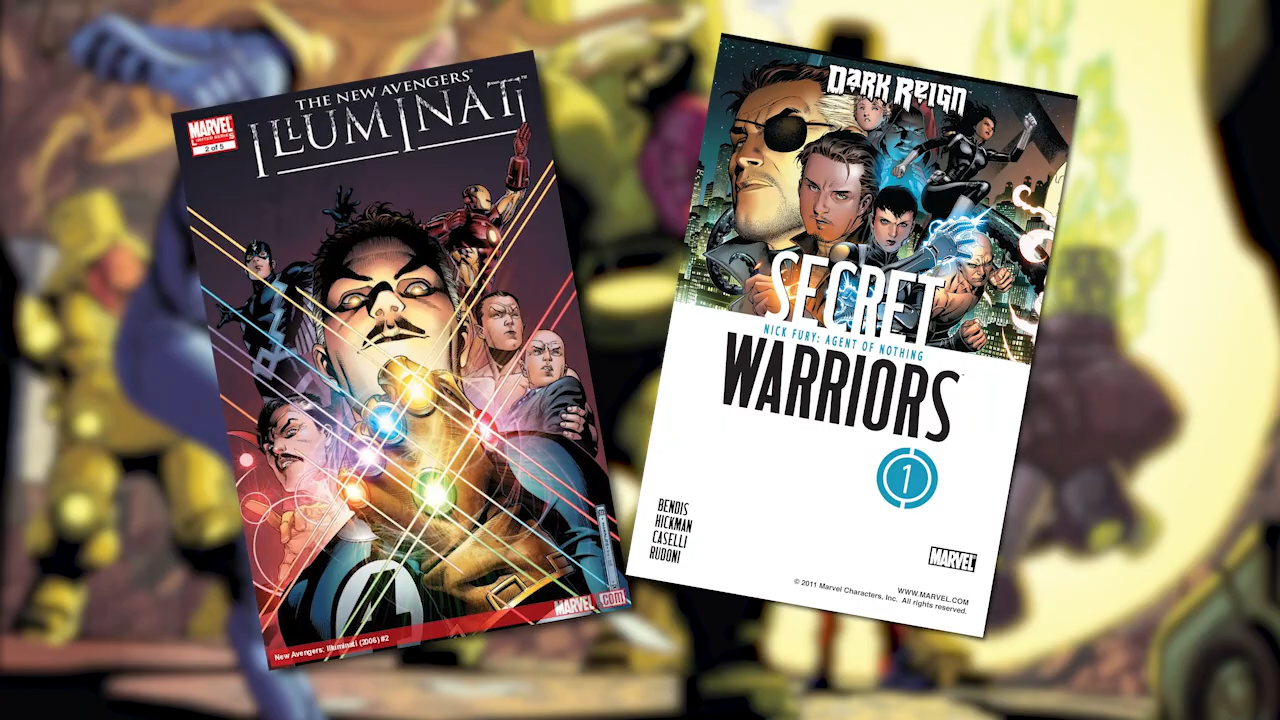 THE NEW AVENGERS
ILLUMINATI™
MARVEL
LIMITED SERIES
2 of 5
MARVEL.COM
New Avengers: Illuminati (2006) #2
DARK REIGN
SECRET
NICK FURY: AGENT OF NOTHING
WARRIORS
1
BENDIS
HICKMAN
CASELLI
RUDONI
MARVEL
WWW.MARVEL.COM
© 2011 Marvel Characters, Inc. All rights reserved.